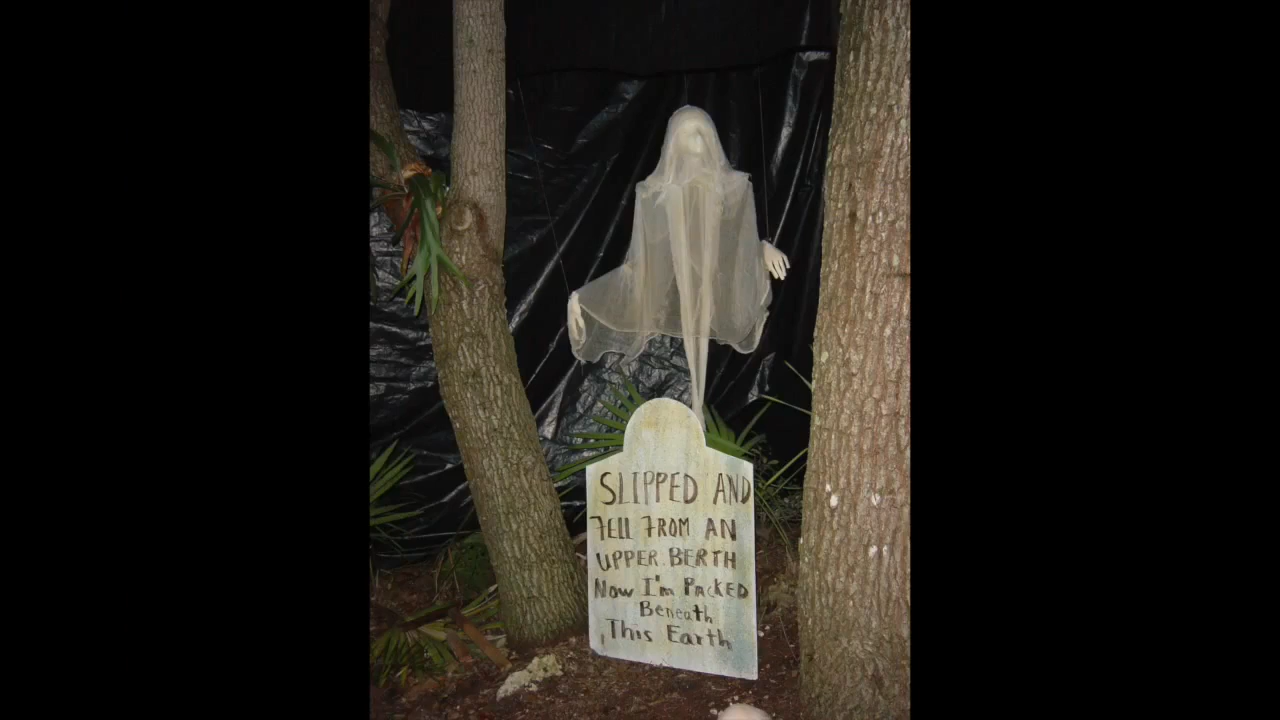 SLIPPED AND
FELL FROM AN
UPPER BERTH
Now I'm PACKED
Beneath
This Earth